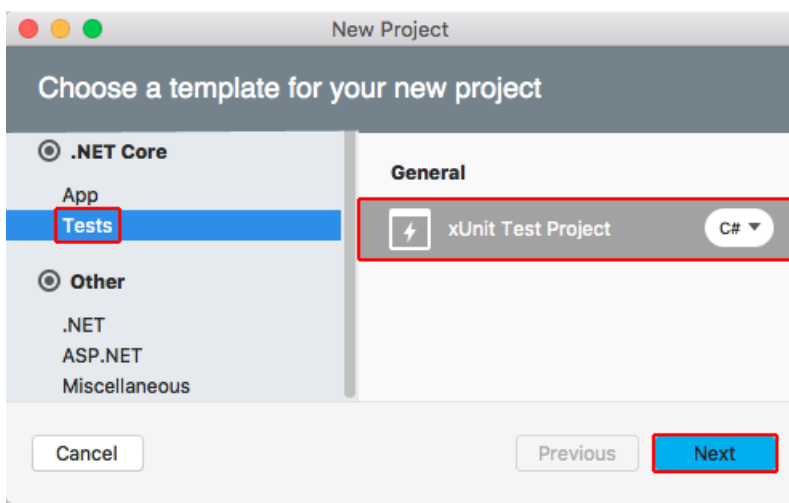 New Project
Choose a template for your new project
.NET Core
App
Tests
Other
.NET
ASP.NET
Miscellaneous
General
xUnit Test Project
C#
Cancel
Previous
Next